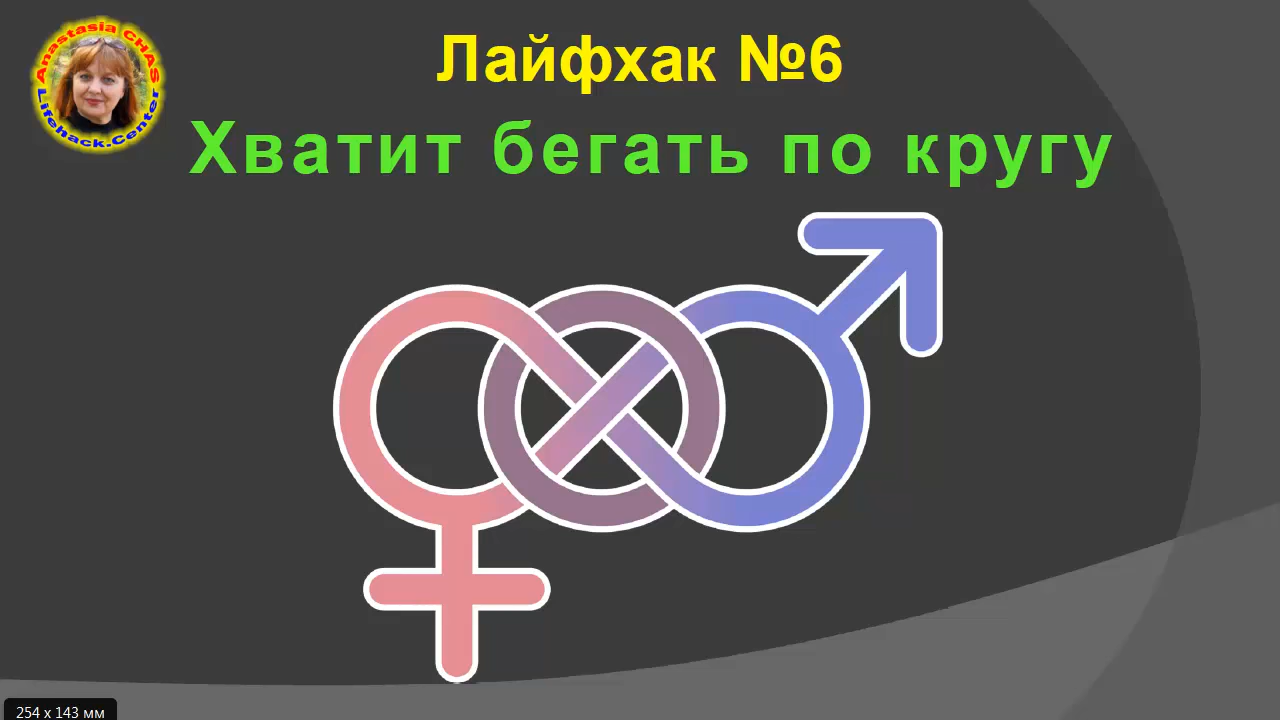 Anastasia CHAS
Lifehack.Center
Лайфхак №6
Хватит бегать по кругу
254 x 143 мм